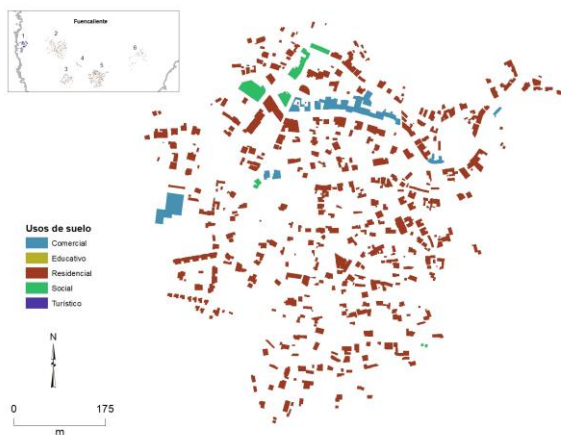 Fuencaliente
1
2
3
4
5
6
Usos de suelo
Comercial
Educativo
Residencial
Social
Turístico
N
0 175
m